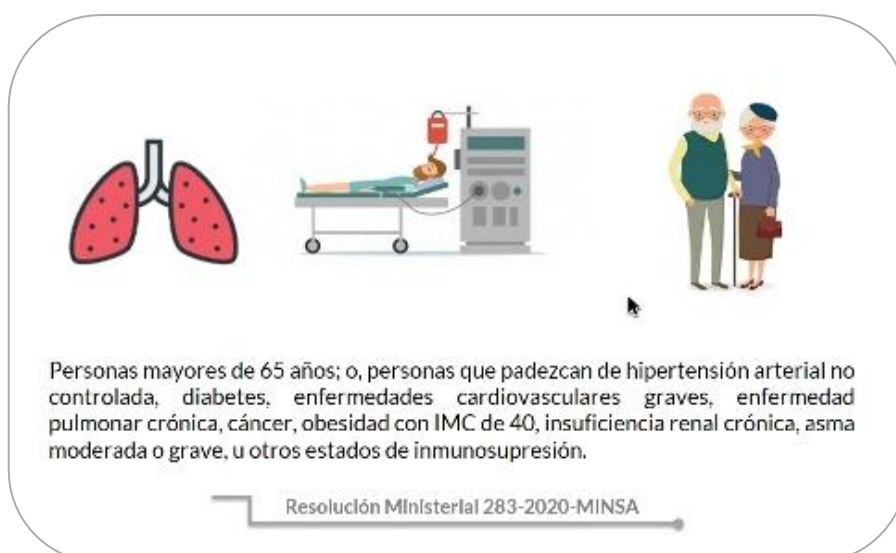 Personas mayores de 65 años; o, personas que padezcan de hipertensión arterial no
controlada, diabetes, enfermedades cardiovasculares graves, enfermedad
pulmonar crónica, cáncer, obesidad con IMC de 40, insuficiencia renal crónica, asma
moderada o grave, u otros estados de inmunosupresión.
Resolución Ministerial 283-2020-MINSA